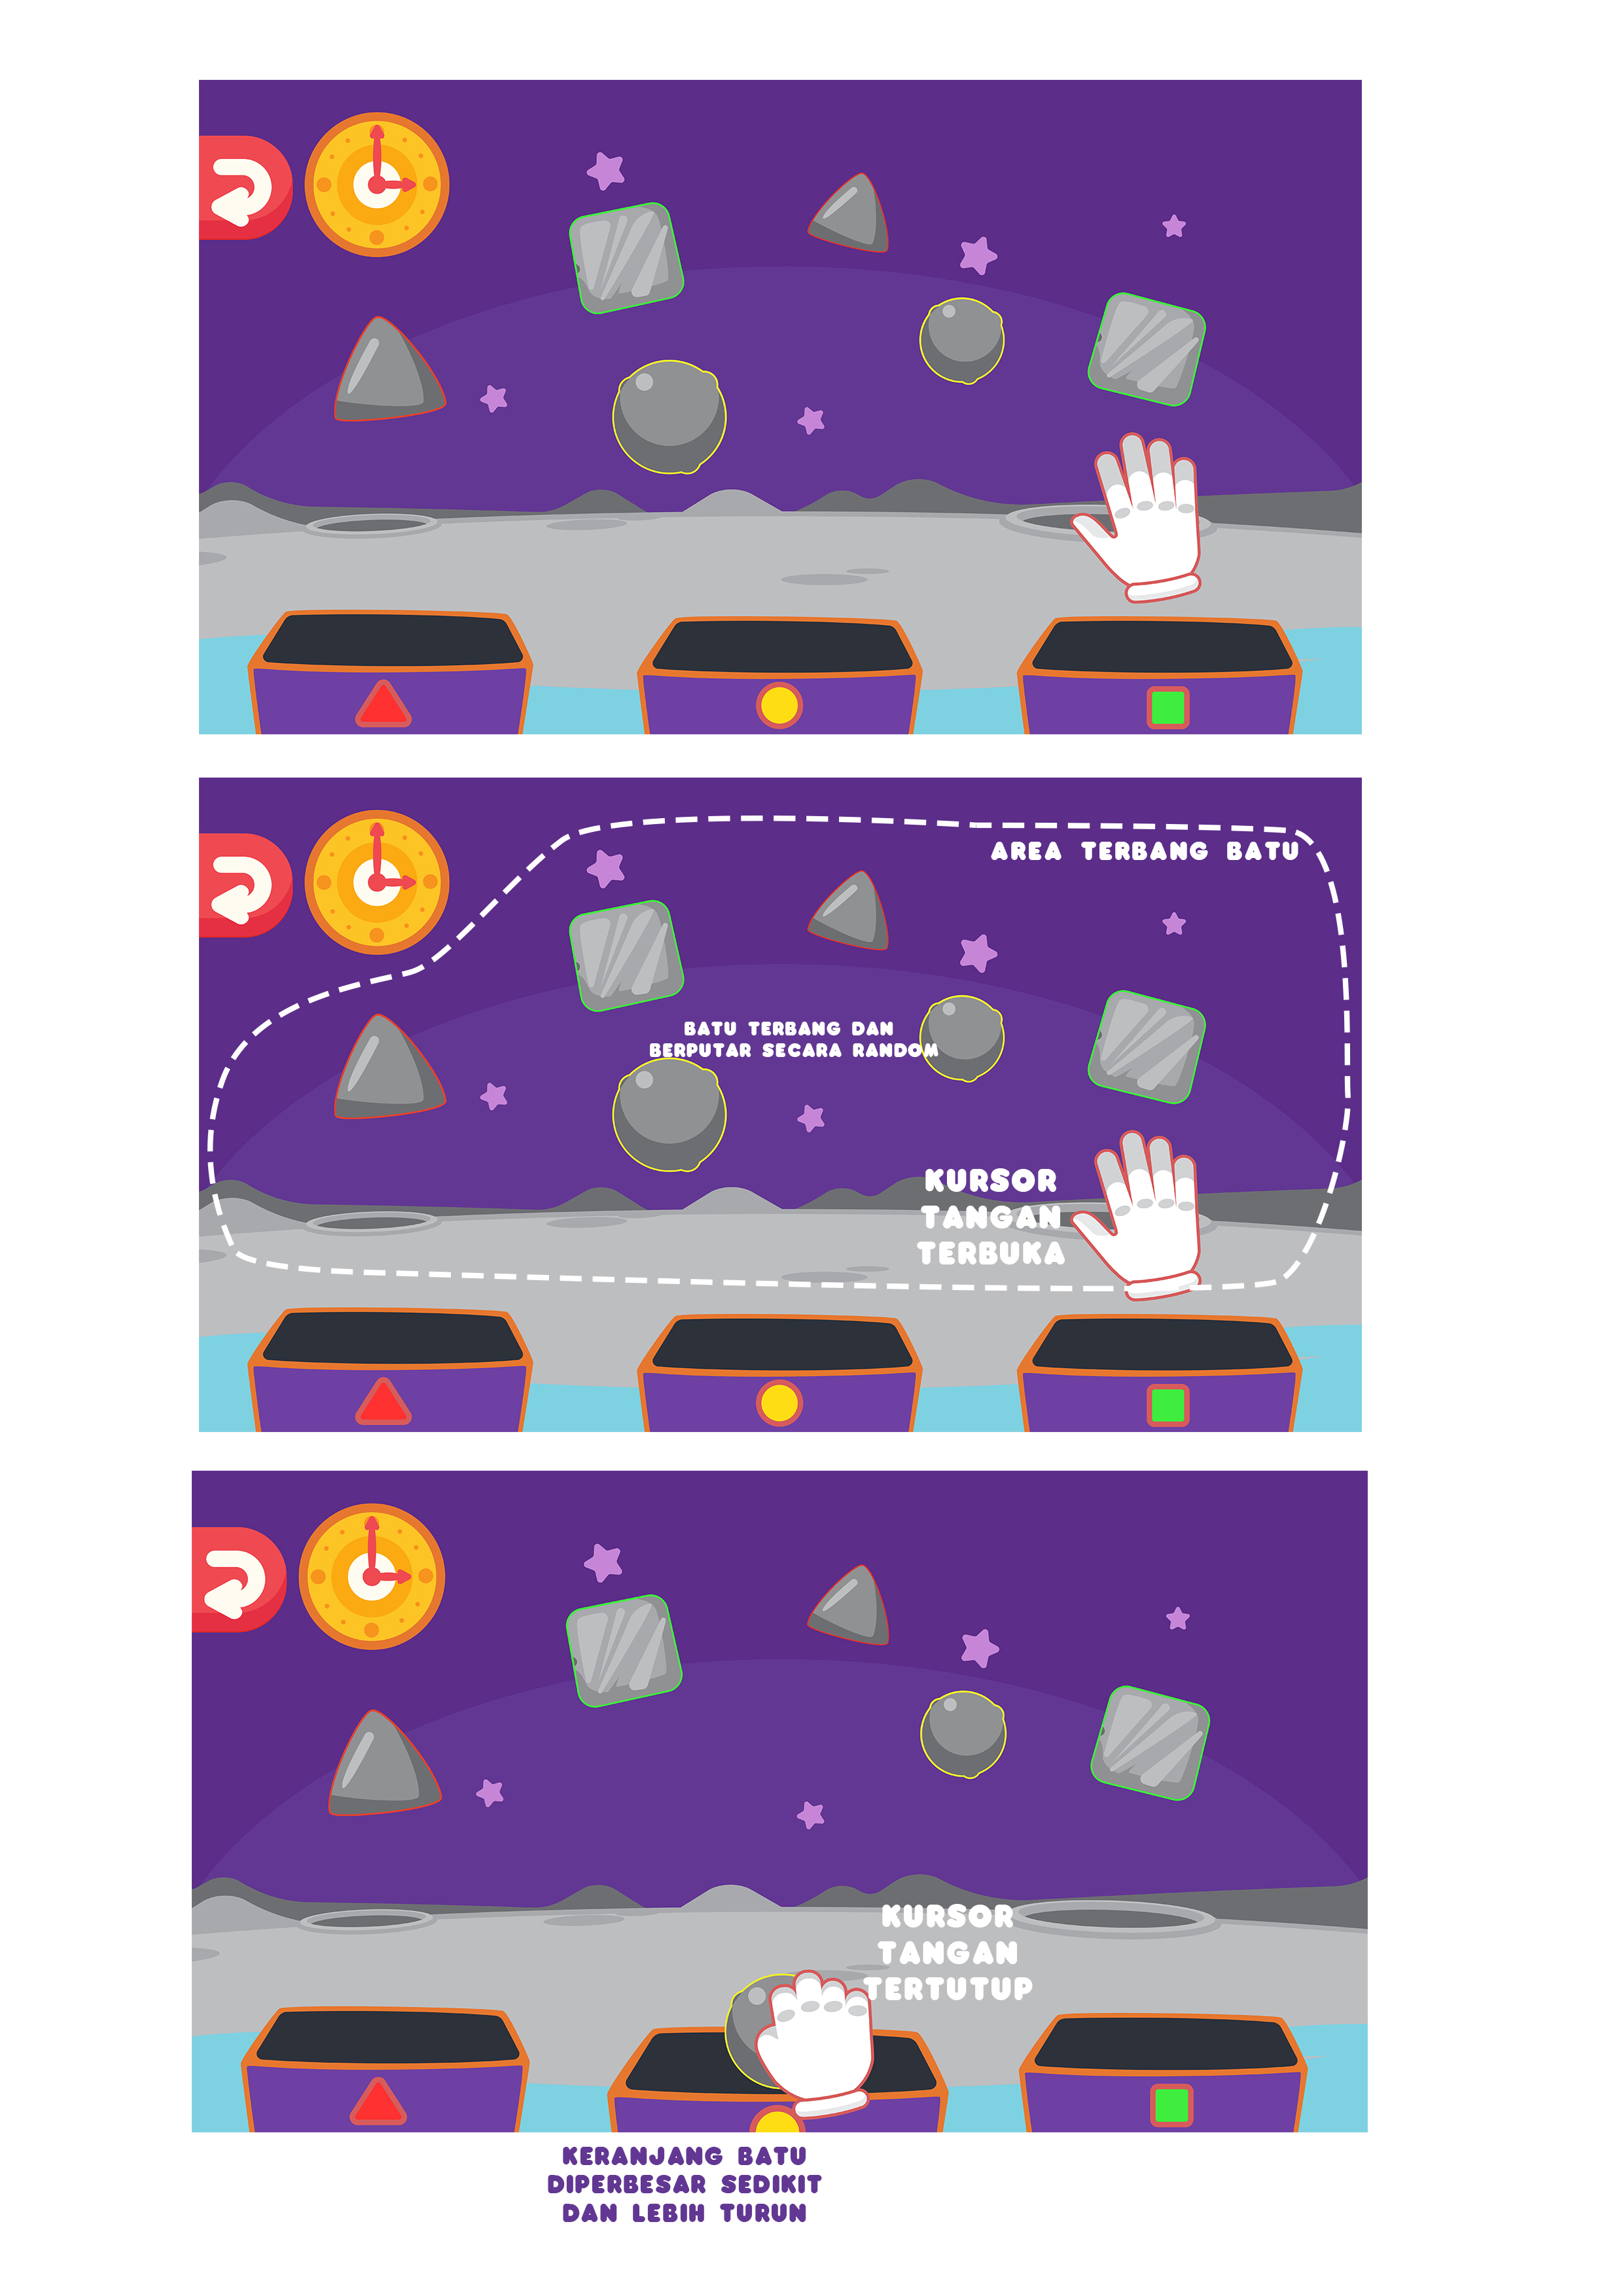 AREA TERBANG BATU
BATU TERBANG DAN
BERPUTAR SECARA RANDOM
KURSOR
TANGAN
TERBUKA
KURSOR
TANGAN
TERTUTUP
KERANJANG BATU
DIPERBESAR SEDIKIT
DAN LEBIH TURUN